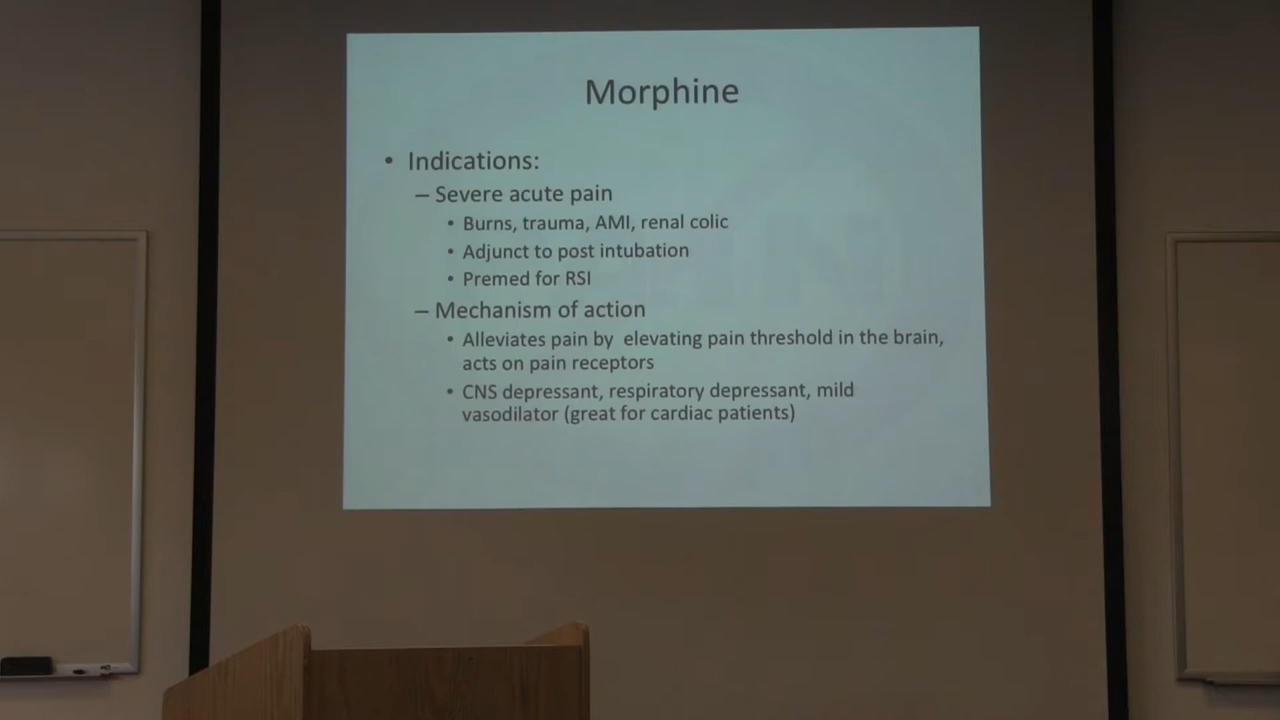 Morphine
• Indications:
– Severe acute pain
• Burns, trauma, AMI, renal colic
• Adjunct to post intubation
• Premed for RSI
– Mechanism of action
• Alleviates pain by elevating pain threshold in the brain,
acts on pain receptors
• CNS depressant, respiratory depressant, mild
vasodilator (great for cardiac patients)